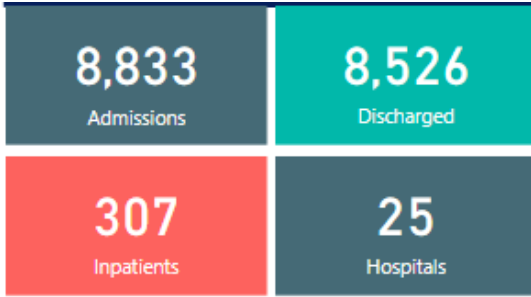 8,833
Admissions
8,526
Discharged
307
Inpatients
25
Hospitals